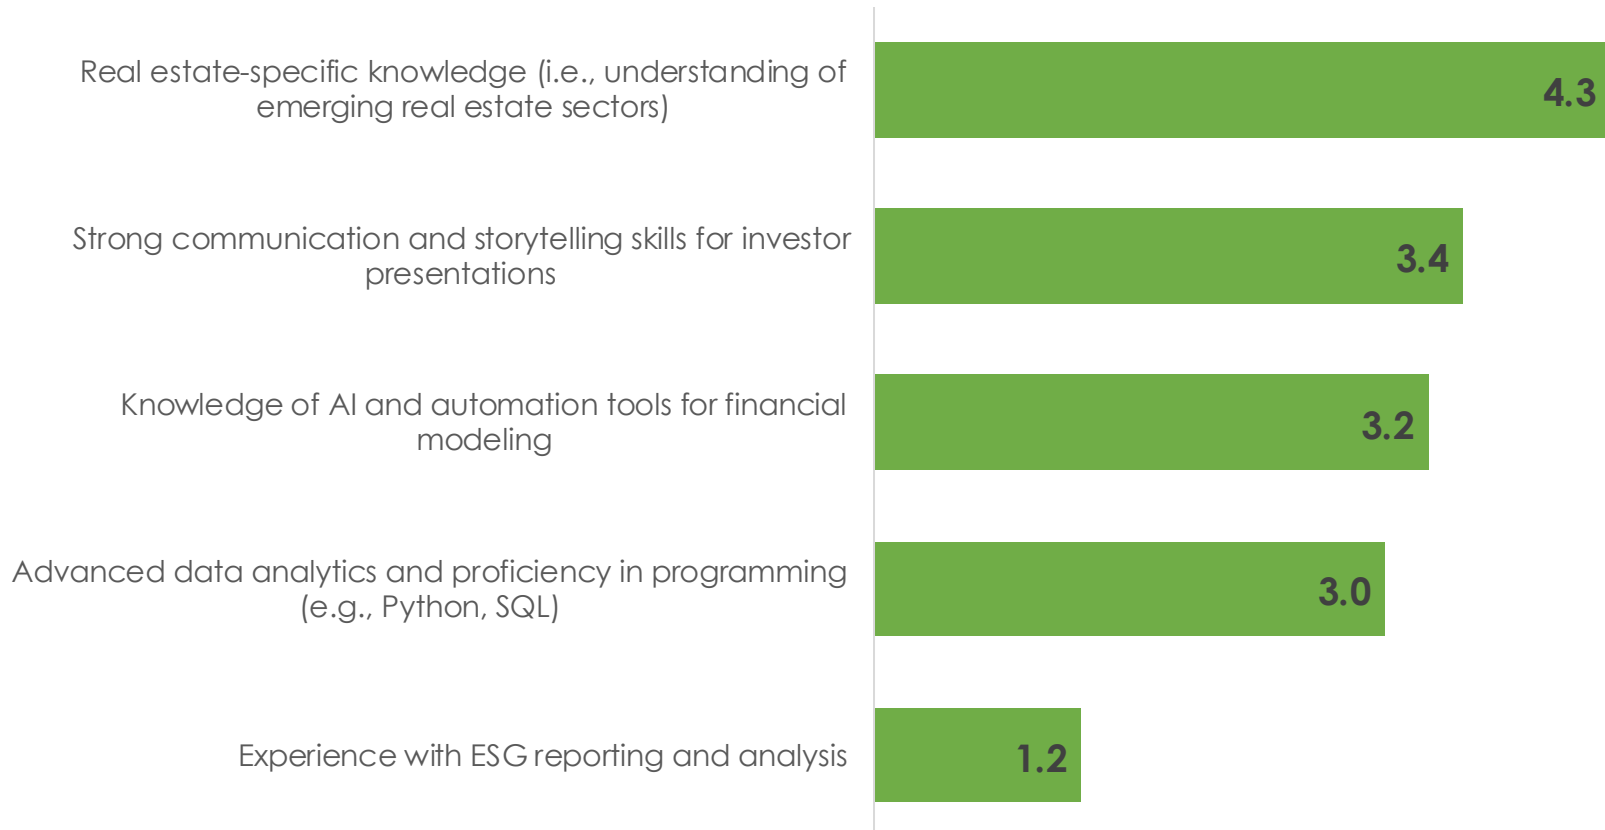 Real estate-specific knowledge (i.e., understanding of
emerging real estate sectors)
4.3
Strong communication and storytelling skills for investor
presentations
3.4
Knowledge of AI and automation tools for financial
modeling
3.2
Advanced data analytics and proficiency in programming
(e.g., Python, SQL)
3.0
Experience with ESG reporting and analysis
1.2